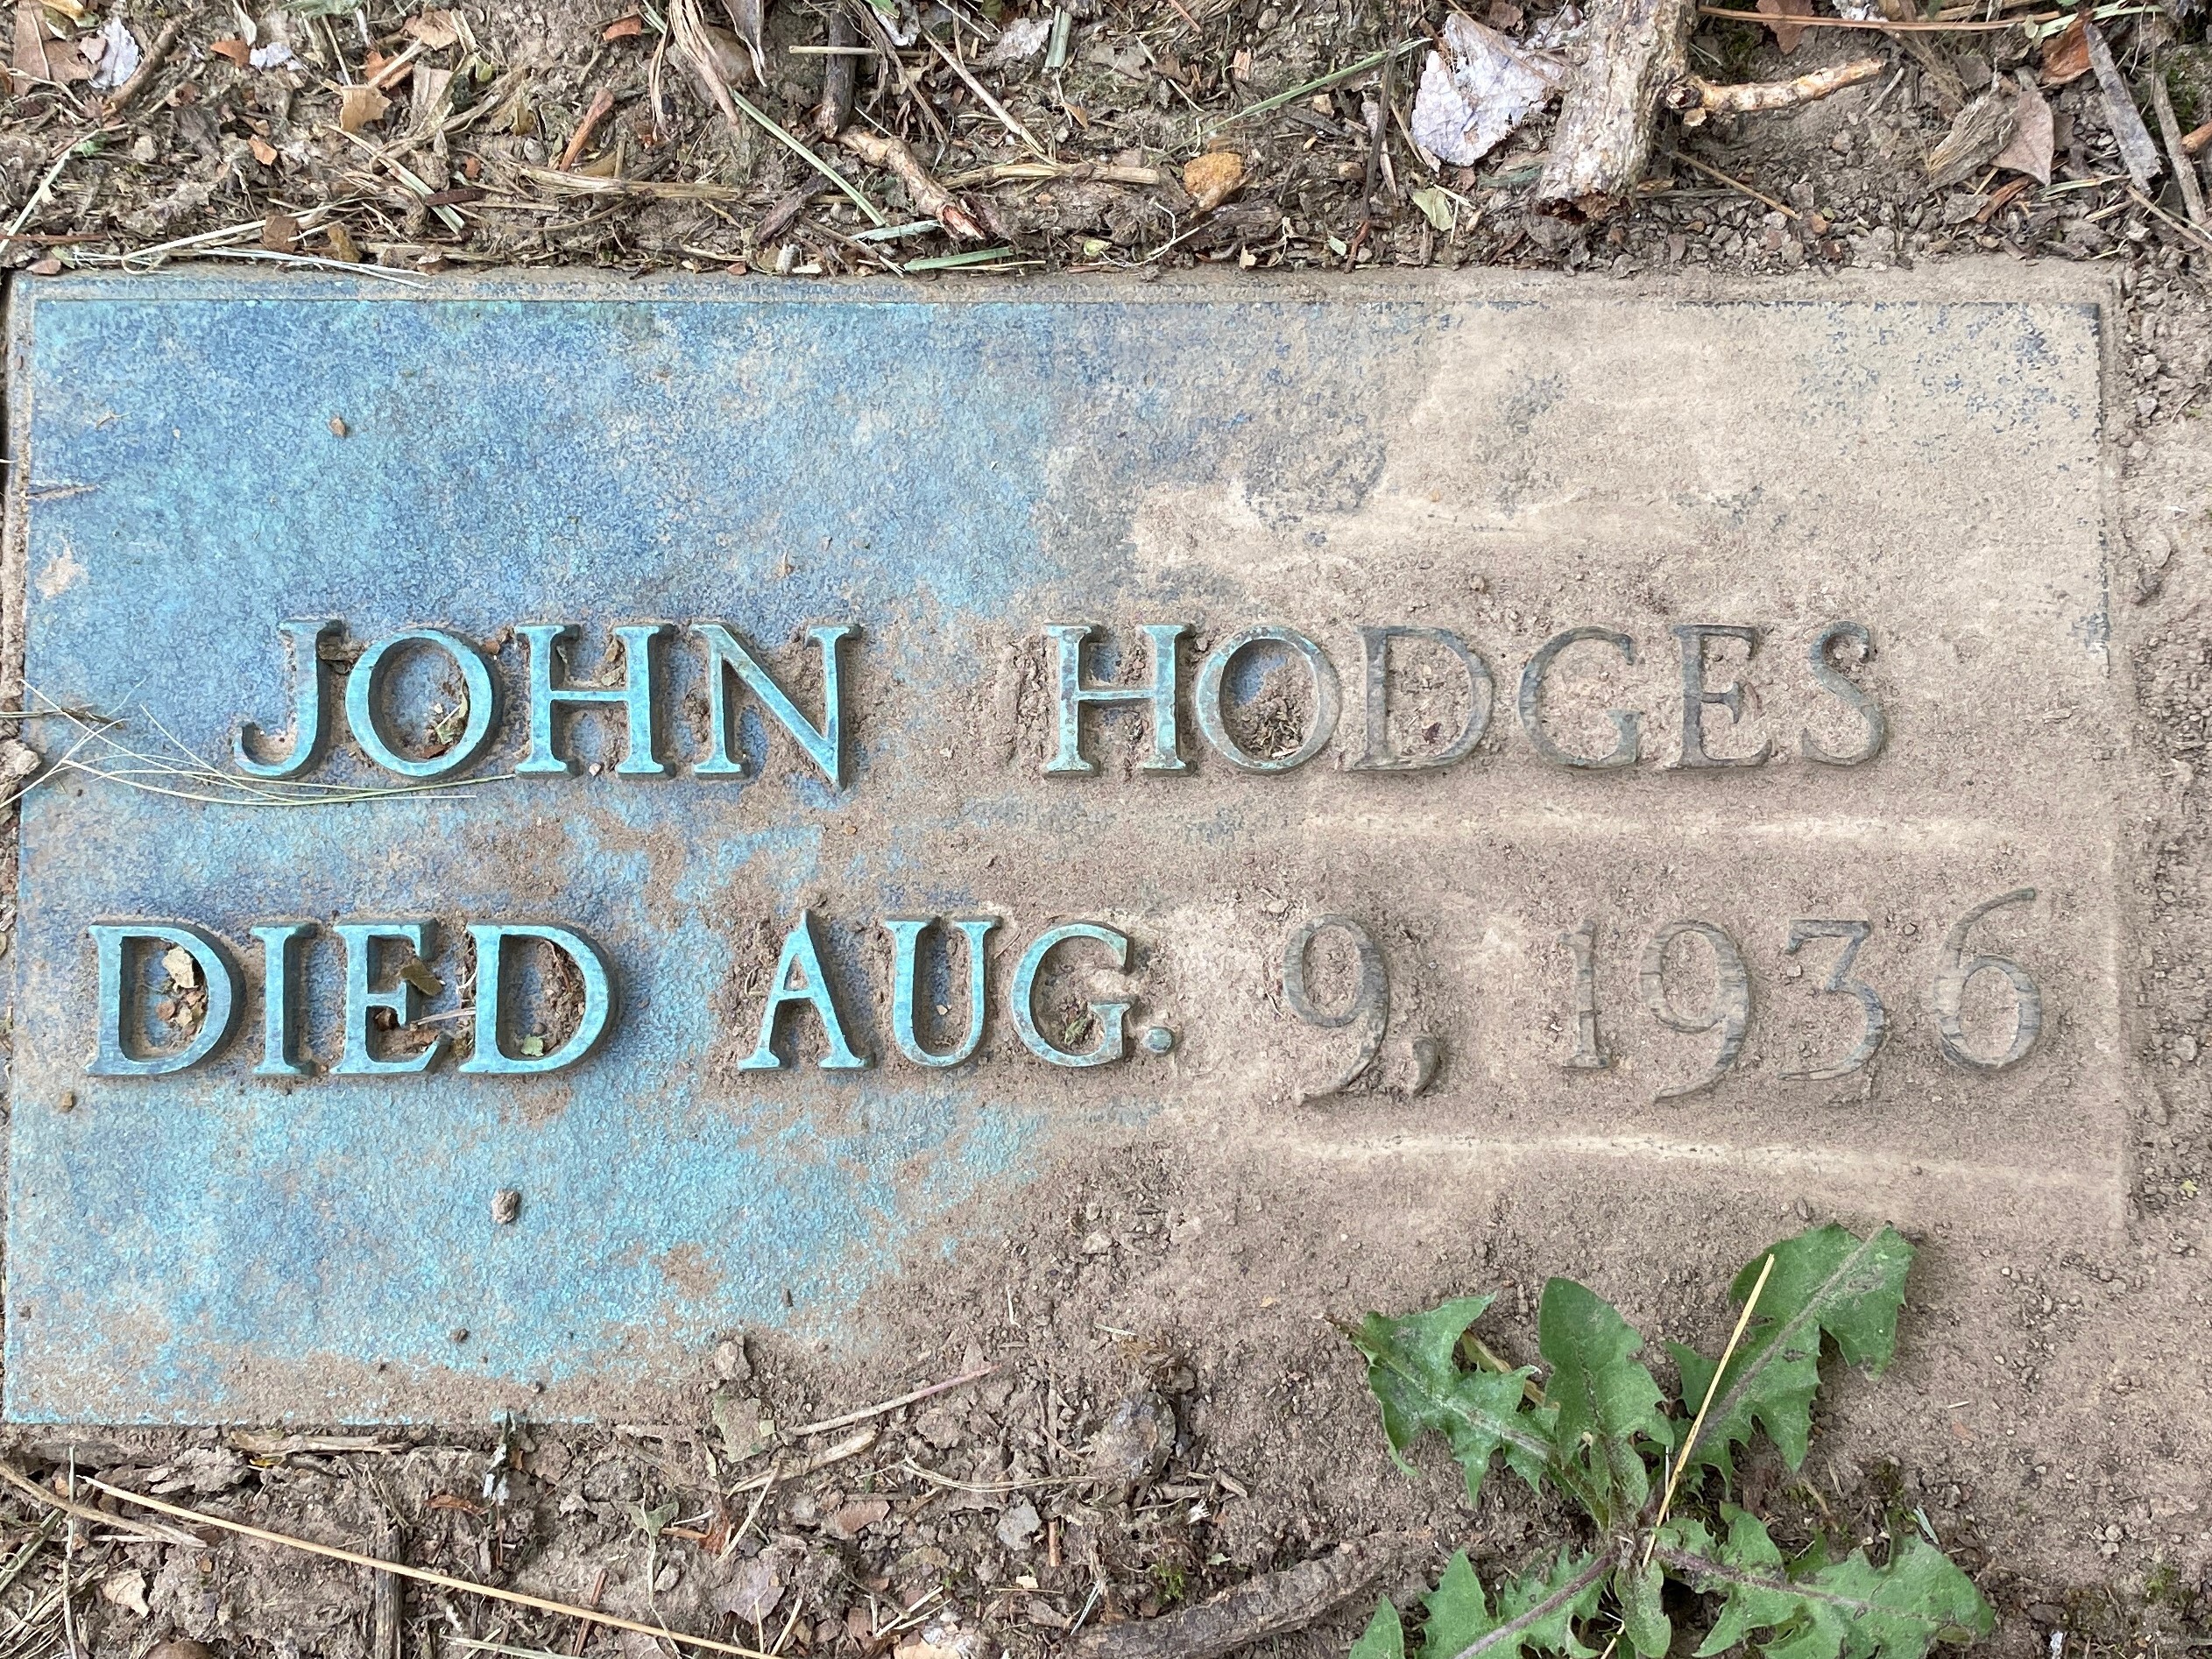 JOHN HODGES
DIED AUG. 9, 1936